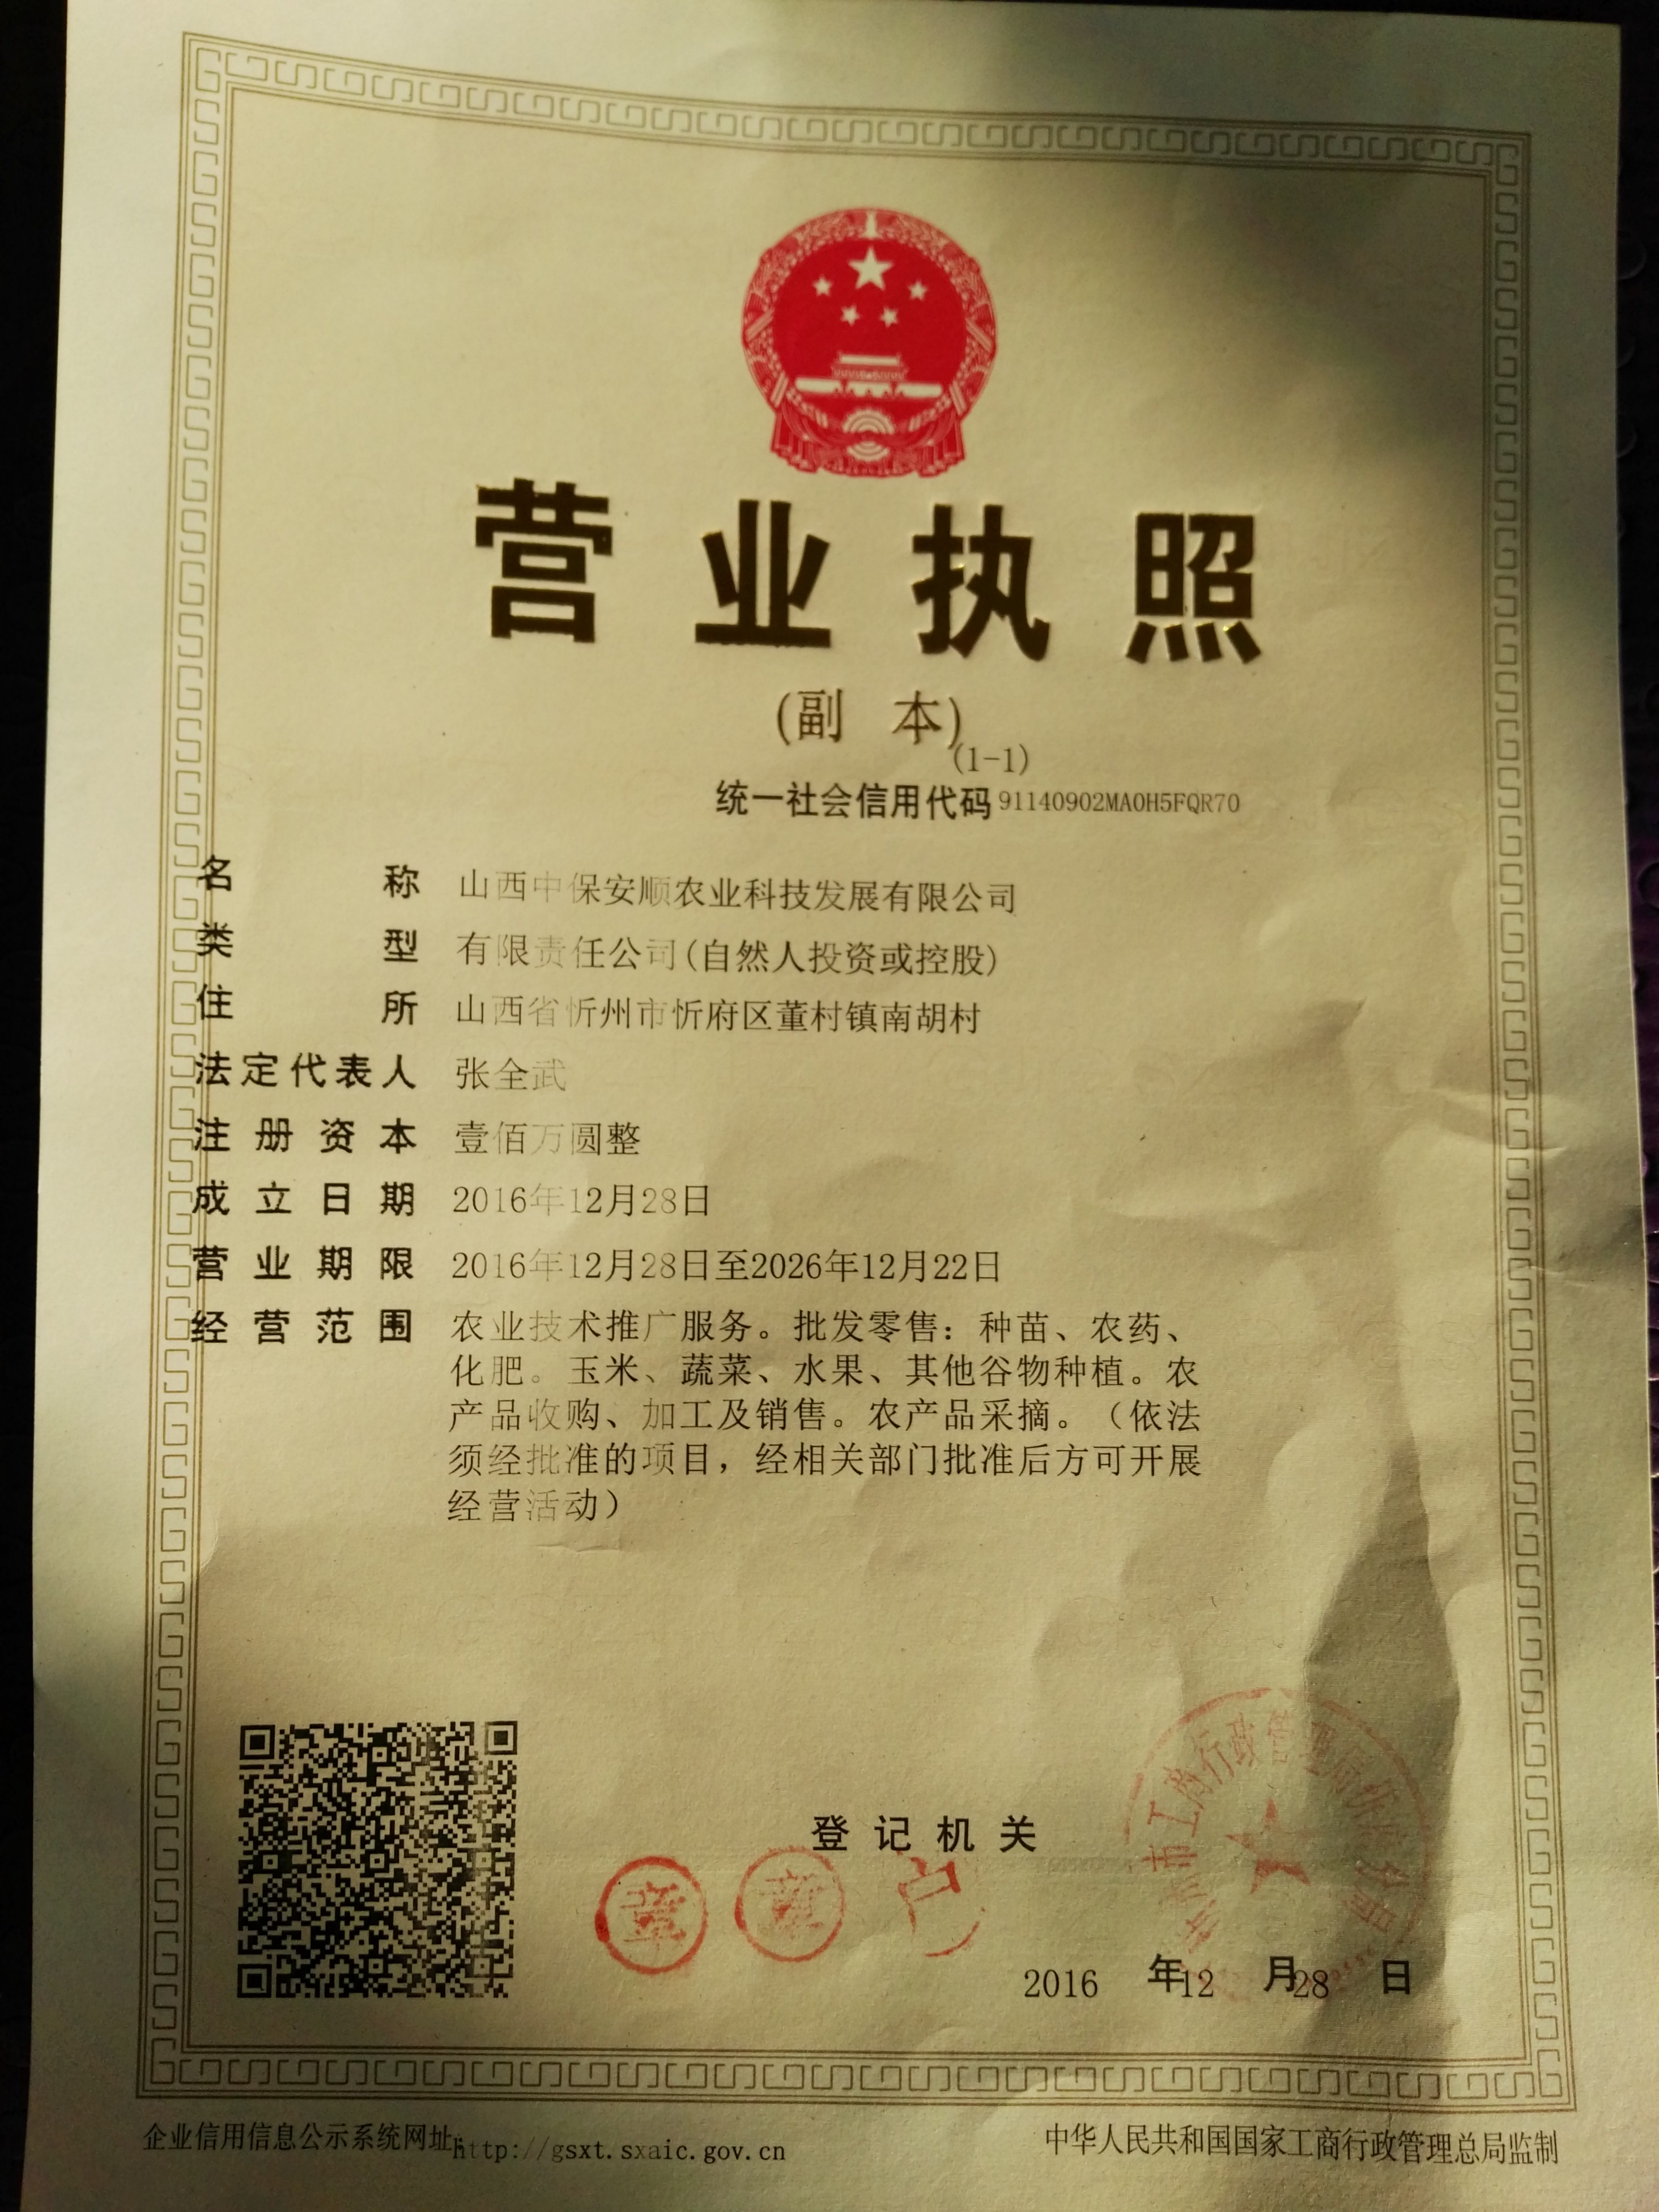 营业执照
(副 本)
(1-1)
统一社会信用代码 91140902MA0H5FQR70
名 称 山西中保安顺农业科技发展有限公司
类 型 有限责任公司(自然人投资或控股)
住 所 山西省忻州市忻府区董村镇南胡村
法定代表人 张全武
注册资本 壹佰万圆整
成立日期 2016年12月28日
营业期限 2016年12月28日至2026年12月22日
经营范围 农业技术推广服务。批发零售：种苗、农药、
化肥。玉米、蔬菜、水果、其他谷物种植。农
产品收购、加工及销售。农产品采摘。（依法
须经批准的项目，经相关部门批准后方可开展
经营活动）
市工商行政管理局忻
登记机关
章
章
2016 年12 月28 日
企业信用信息公示系统网址：http://gsxt.sxaic.gov.cn
中华人民共和国国家工商行政管理总局监制